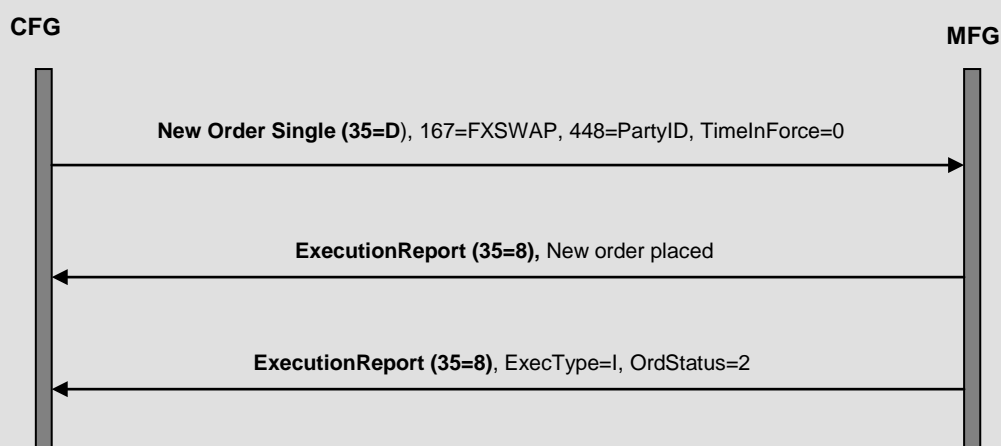 CFG
MFG
New Order Single (35=D), 167=FXSWAP, 448=PartyID, TimeInForce=0
ExecutionReport (35=8), New order placed
ExecutionReport (35=8), ExecType=I, OrdStatus=2